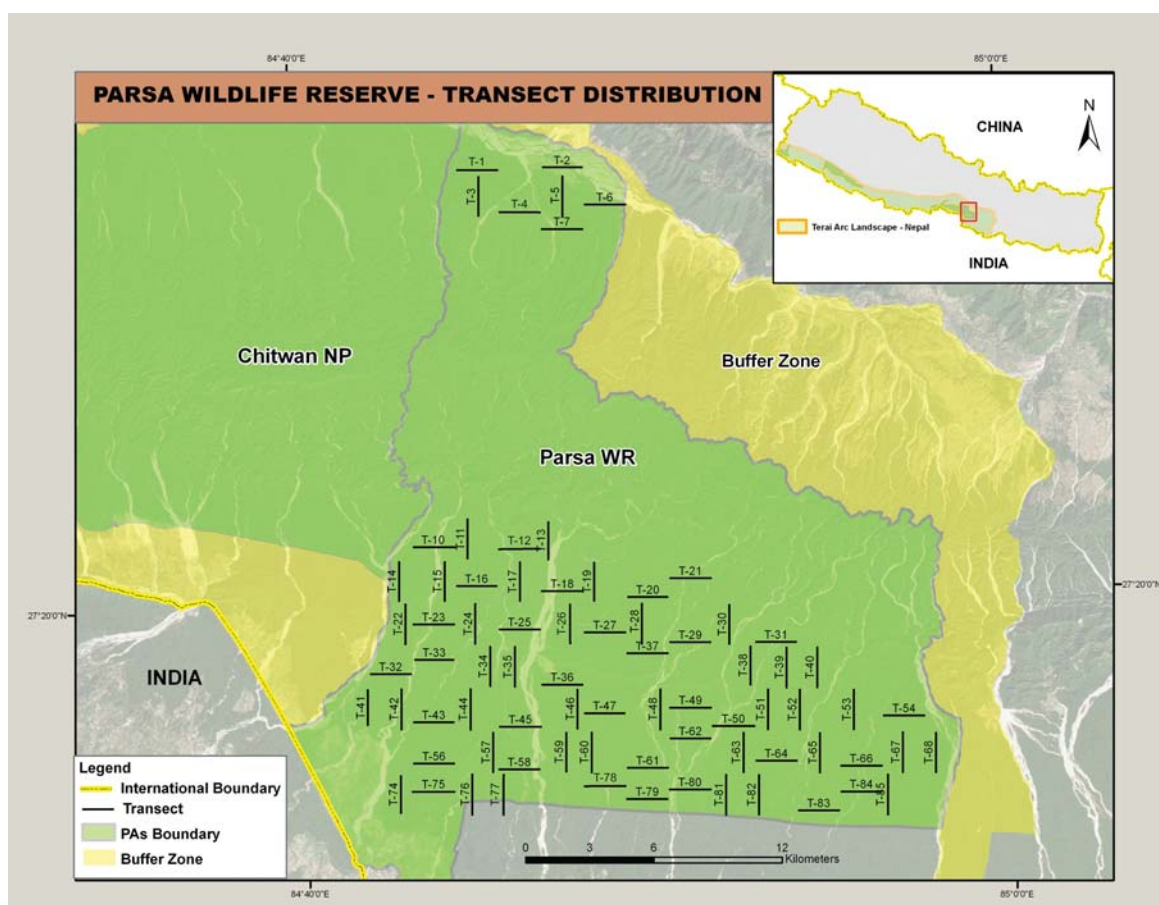 84°40'0"E
85°0'0"E
PARSA WILDLIFE RESERVE - TRANSECT DISTRIBUTION
N
CHINA
Terai Arc Landscape - Nepal
INDIA
T-1
T-2
T-3
T-5
T-6
T-4
T-7
Chitwan NP
Buffer Zone
Parsa WR
T-10
T-11
T-12
T-13
T-14
T-15
T-16
T-17
T-18
T-19
T-20
T-21
27°20'0"N
27°20'0"N
T-22
T-23
T-24
T-25
T-26
T-27
T-28
T-29
T-30
T-31
T-37
T-32
T-33
T-34
T-35
T-36
T-38
T-39
T-40
INDIA
T-41
T-42
T-43
T-44
T-45
T-46
T-47
T-48
T-49
T-50
T-51
T-52
T-53
T-54
T-56
T-57
T-58
T-59
T-60
T-61
T-62
T-63
T-64
T-65
T-66
T-67
T-68
T-74
T-75
T-76
T-77
T-78
T-79
T-80
T-81
T-82
T-83
T-84
T-85
Legend
International Boundary
Transect
PAs Boundary
Buffer Zone
0 3 6 12
Kilometers
84°40'0"E
85°0'0"E